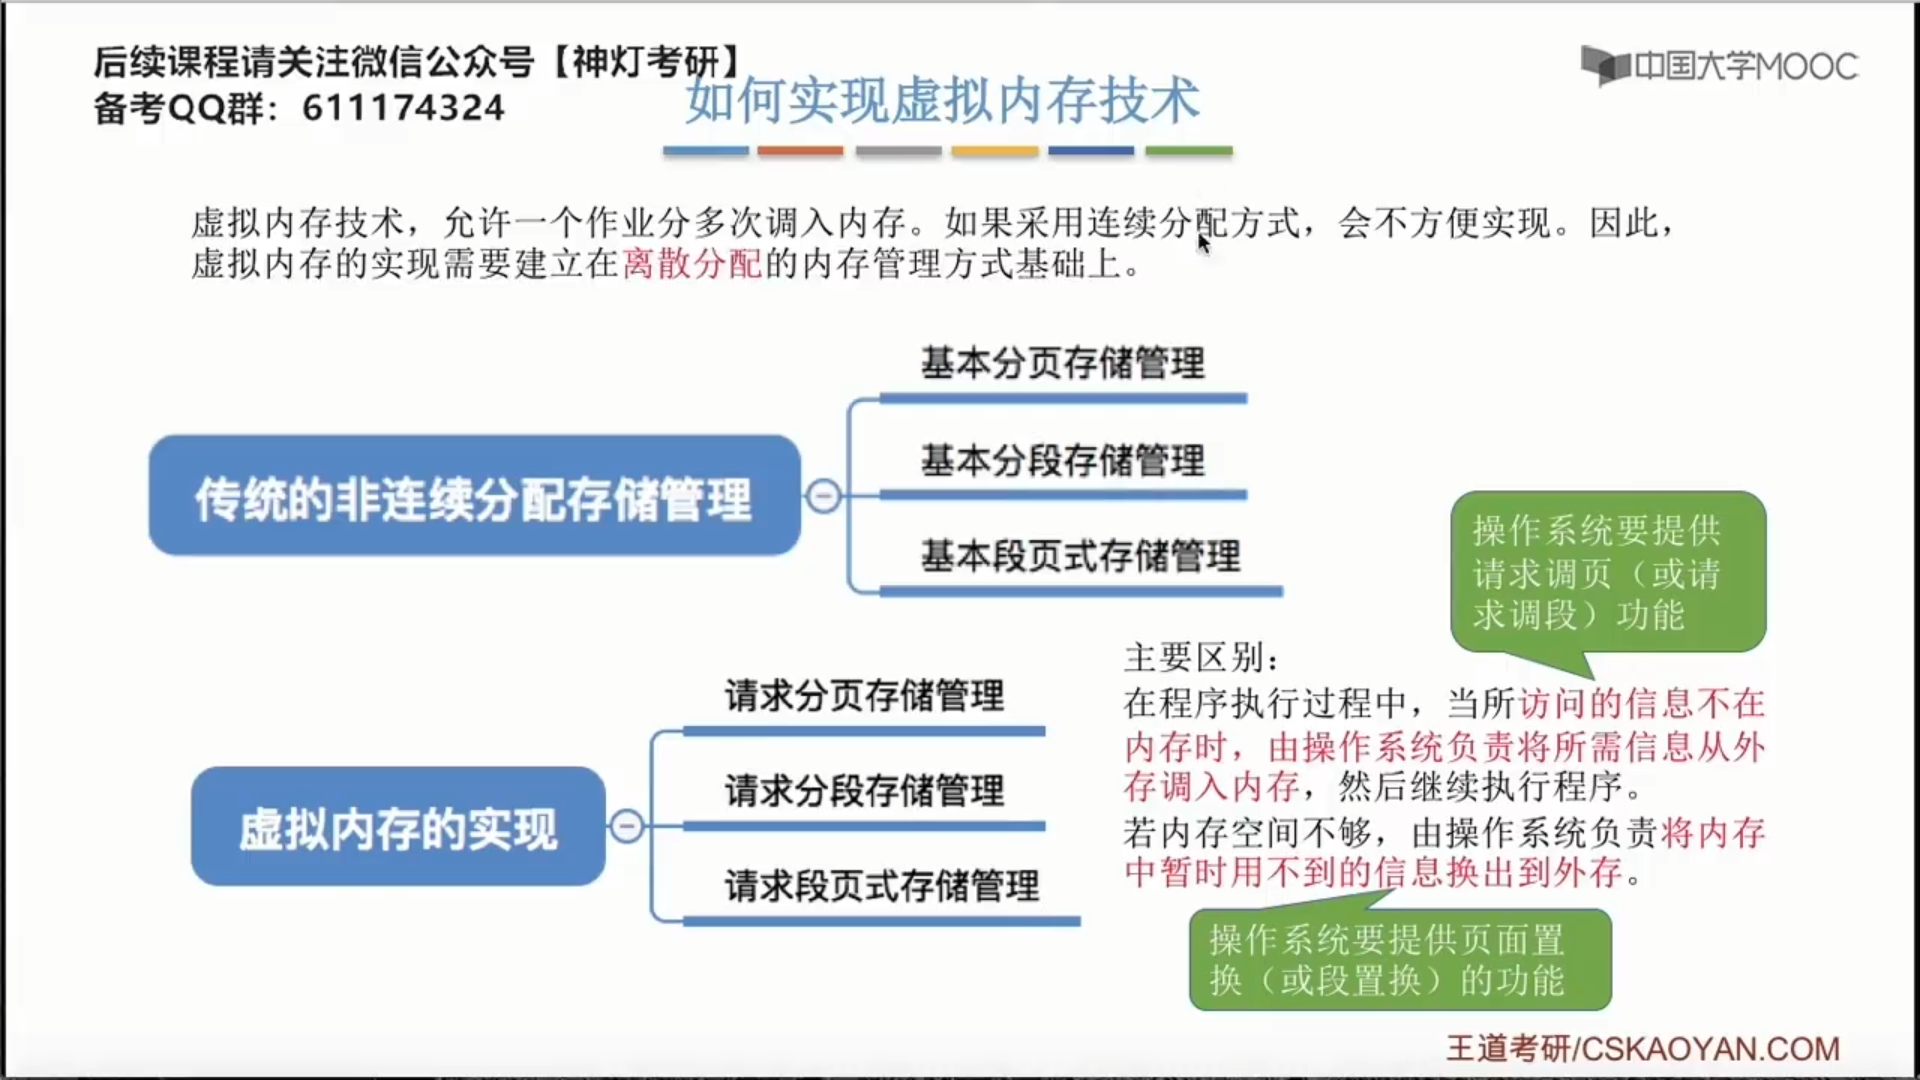 后续课程请关注微信公众号【神灯考研】
备考QQ群：611174324
中国大学MOOC
如何实现虚拟内存技术
虚拟内存技术，允许一个作业分多次调入内存。如果采用连续分配方式，会不方便实现。因此，
虚拟内存的实现需要建立在离散分配的内存管理方式基础上。
传统的非连续分配存储管理
基本分页存储管理
基本分段存储管理
基本段页式存储管理
虚拟内存的实现
请求分页存储管理
请求分段存储管理
请求段页式存储管理
操作系统要提供
请求调页（或请
求调段）功能
主要区别：
在程序执行过程中，当所访问的信息不在
内存时，由操作系统负责将所需信息从外
存调入内存，然后继续执行程序。
若内存空间不够，由操作系统负责将内存
中暂时用不到的信息换出到外存。
操作系统要提供页面置
换（或段置换）的功能
王道考研/CSKAOYAN.COM